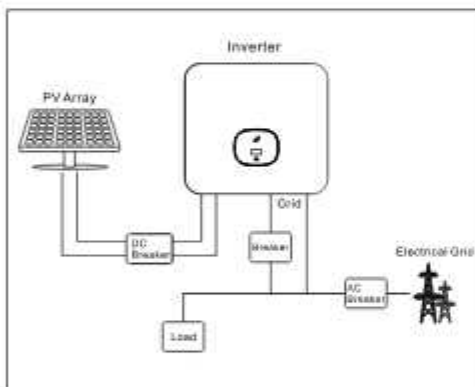 Inverter
PV Array
Grid
DC
Breaker
Breaker
Electrical Grid
AC
Breaker
Load